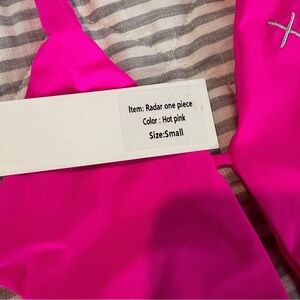 Item: Radar one piece
Color : Hot pink
Size:Small